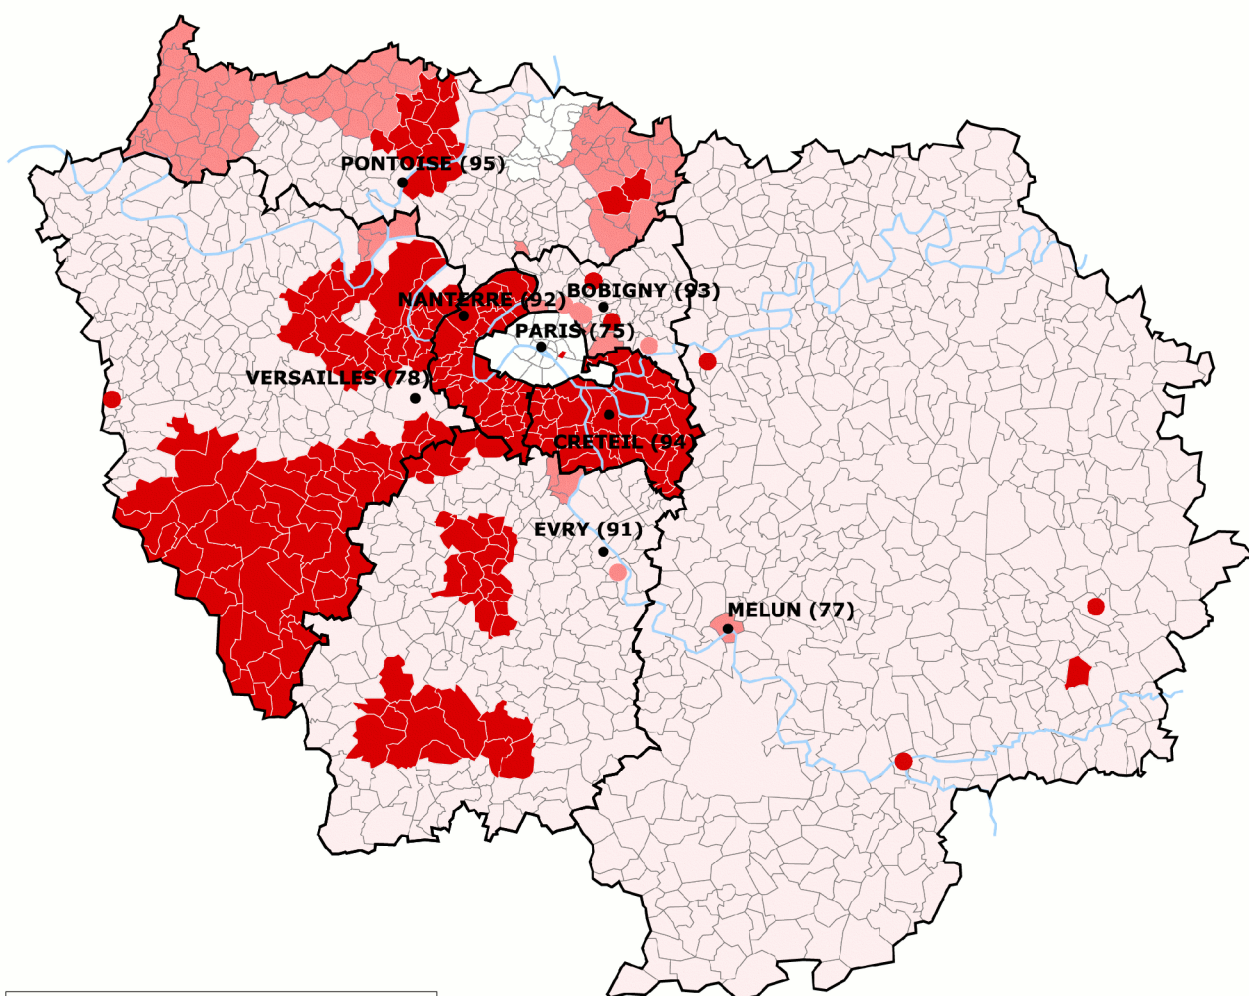 PONTOISE (95)
NANTERRE (92)
BOBIGNY (93)
PARIS (75)
VERSAILLES (78)
CRETEIL (94)
EVRY (91)
MELUN (77)